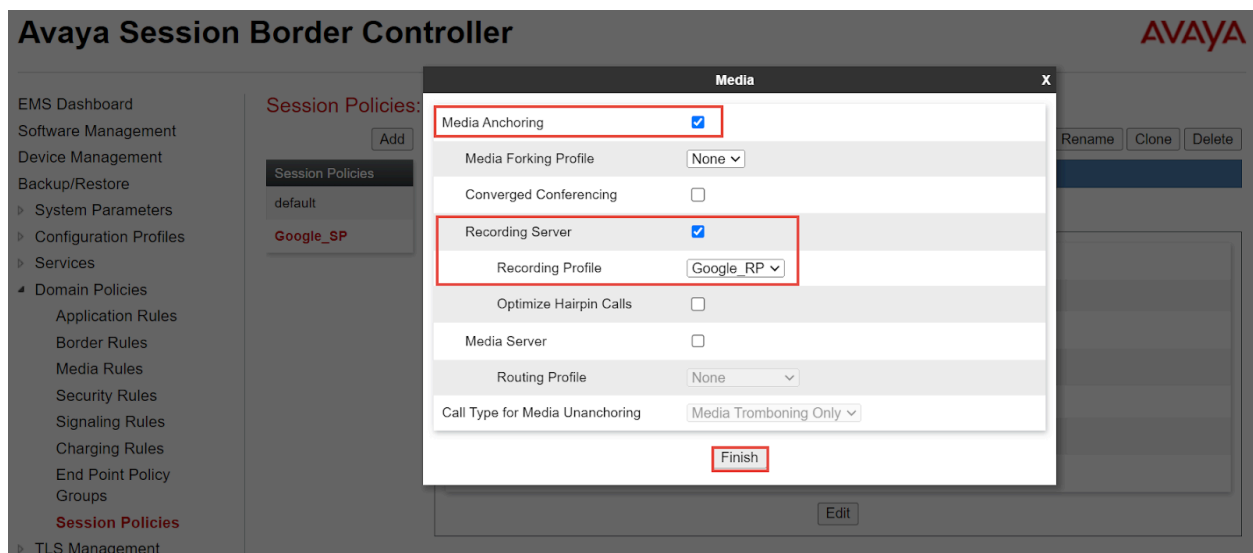 Avaya Session Border Controller
AVAYA
EMS Dashboard
Software Management
Device Management
Backup/Restore
System Parameters
Configuration Profiles
Services
Domain Policies
Application Rules
Border Rules
Media Rules
Security Rules
Signaling Rules
Charging Rules
End Point Policy
Groups
Session Policies
TLS Management
Session Policies:
Add
Rename Clone Delete
Session Policies
default
Google_SP
Media X
Media Anchoring
Media Forking Profile None
Converged Conferencing
Recording Server
Recording Profile Google_RP
Optimize Hairpin Calls
Media Server
Routing Profile None
Call Type for Media Unanchoring Media Tromboning Only
Finish
Edit